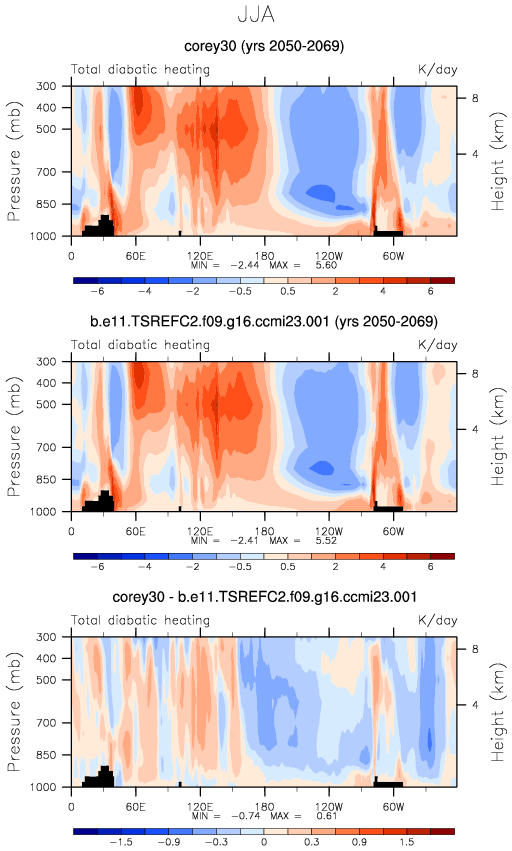 JJA
corey30 (yrs 2050-2069)
Total diabatic heating K/day
300
400
500
700
850
1000
Pressure (mb)
8
4
Height (km)
0 60E 120E 180 120W 60W
MIN = -2.44 MAX = 5.60
-6 -4 -2 -0.5 0.5 2 4 6
b.e11.TSREFC2.f09.g16.ccmi23.001 (yrs 2050-2069)
Total diabatic heating K/day
300
400
500
700
850
1000
Pressure (mb)
8
4
Height (km)
0 60E 120E 180 120W 60W
MIN = -2.41 MAX = 5.52
-6 -4 -2 -0.5 0.5 2 4 6
corey30 - b.e11.TSREFC2.f09.g16.ccmi23.001
Total diabatic heating K/day
300
400
500
700
850
1000
Pressure (mb)
8
4
Height (km)
0 60E 120E 180 120W 60W
MIN = -0.74 MAX = 0.61
-1.5 -0.9 -0.3 0 0.3 0.9 1.5